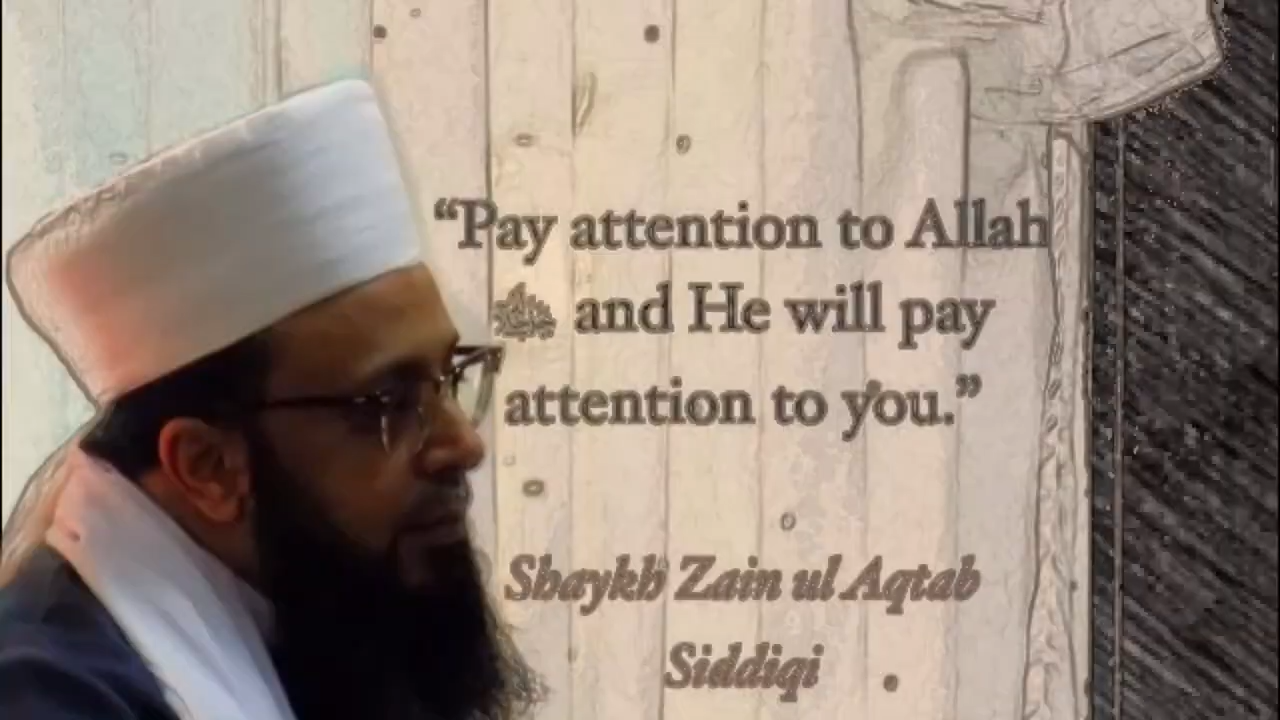 “Pay attention to Allah
ﷻ and He will pay
attention to you.”
Shaykh Zain ul Aqtab
Siddiqi